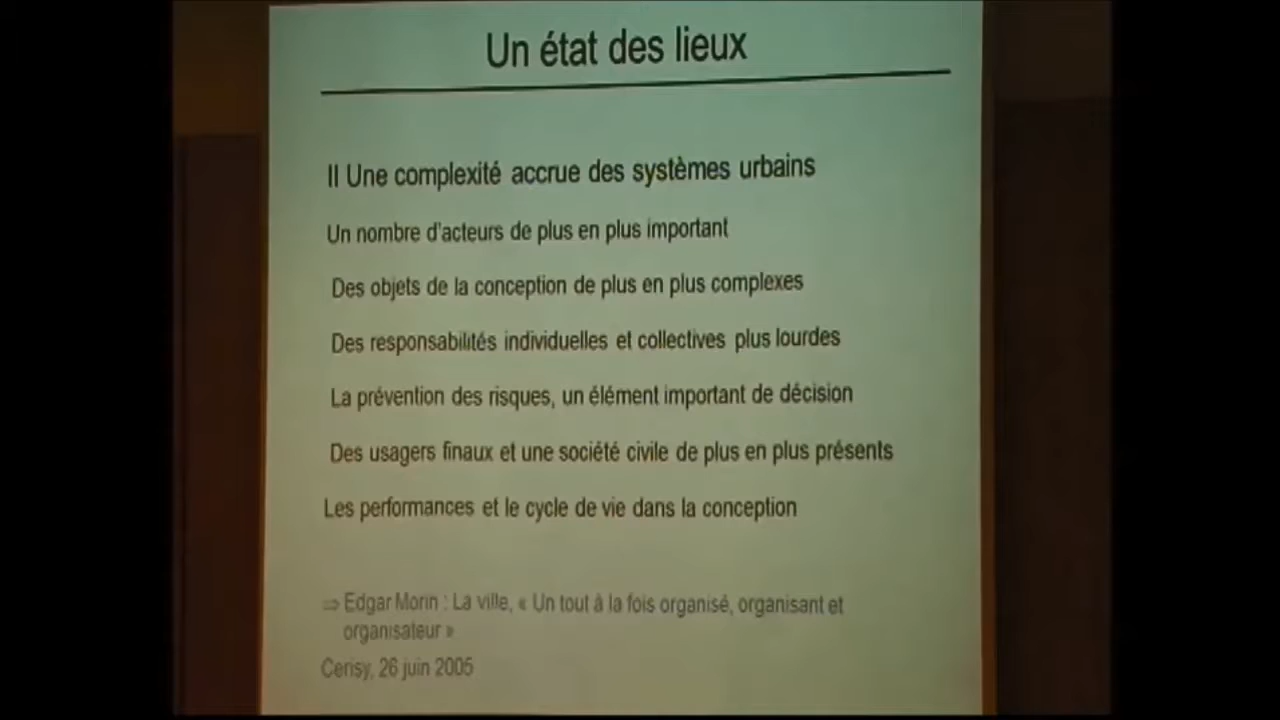 Un état des lieux
II Une complexité accrue des systèmes urbains
Un nombre d'acteurs de plus en plus important
Des objets de la conception de plus en plus complexes
Des responsabilités individuelles et collectives plus lourdes
La prévention des risques, un élément important de décision
Des usagers finaux et une société civile de plus en plus présents
Les performances et le cycle de vie dans la conception
⇒ Edgar Morin : La ville, « Un tout à la fois organisé, organisant et
organisateur »
Cerisy, 26 juin 2005